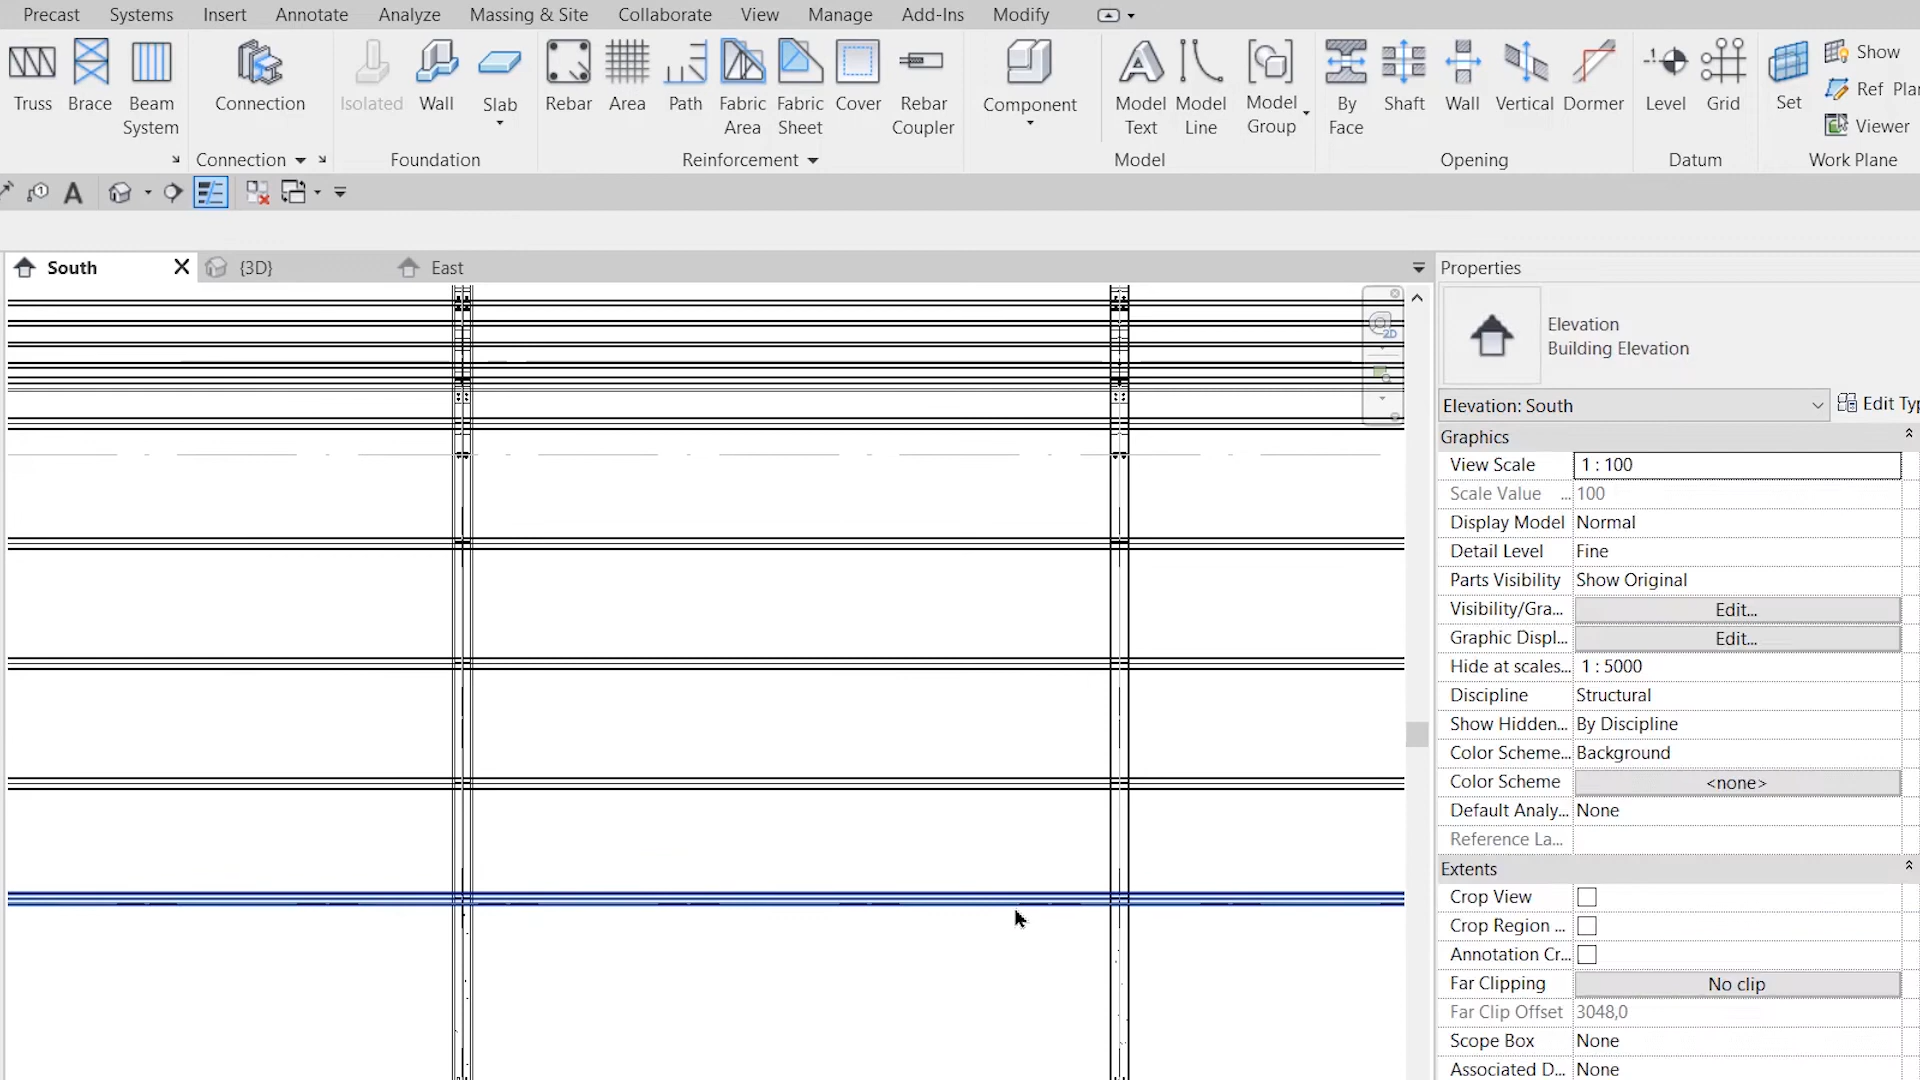 Precast Systems Insert Annotate Analyze Massing & Site Collaborate View Manage Add-Ins Modify
Truss Brace Beam System
Connection
Isolated Wall Slab
Rebar Area Path Fabric Area Fabric Sheet Cover Rebar Coupler
Component
Model Text Model Line Model Group
By Face Shaft Wall Vertical Dormer
Level Grid
Set Show
Ref Plan
Viewer
Connection Foundation Reinforcement Model Opening Datum Work Plane
South {3D} East
2D
Properties
Elevation
Building Elevation
Elevation: South Edit Typ
Graphics
View Scale 1 : 100
Scale Value ... 100
Display Model Normal
Detail Level Fine
Parts Visibility Show Original
Visibility/Gra... Edit...
Graphic Displ... Edit...
Hide at scales... 1 : 5000
Discipline Structural
Show Hidden... By Discipline
Color Scheme... Background
Color Scheme <none>
Default Analy... None
Reference La...
Extents
Crop View
Crop Region ...
Annotation Cr...
Far Clipping No clip
Far Clip Offset 3048,0
Scope Box None
Associated D... None